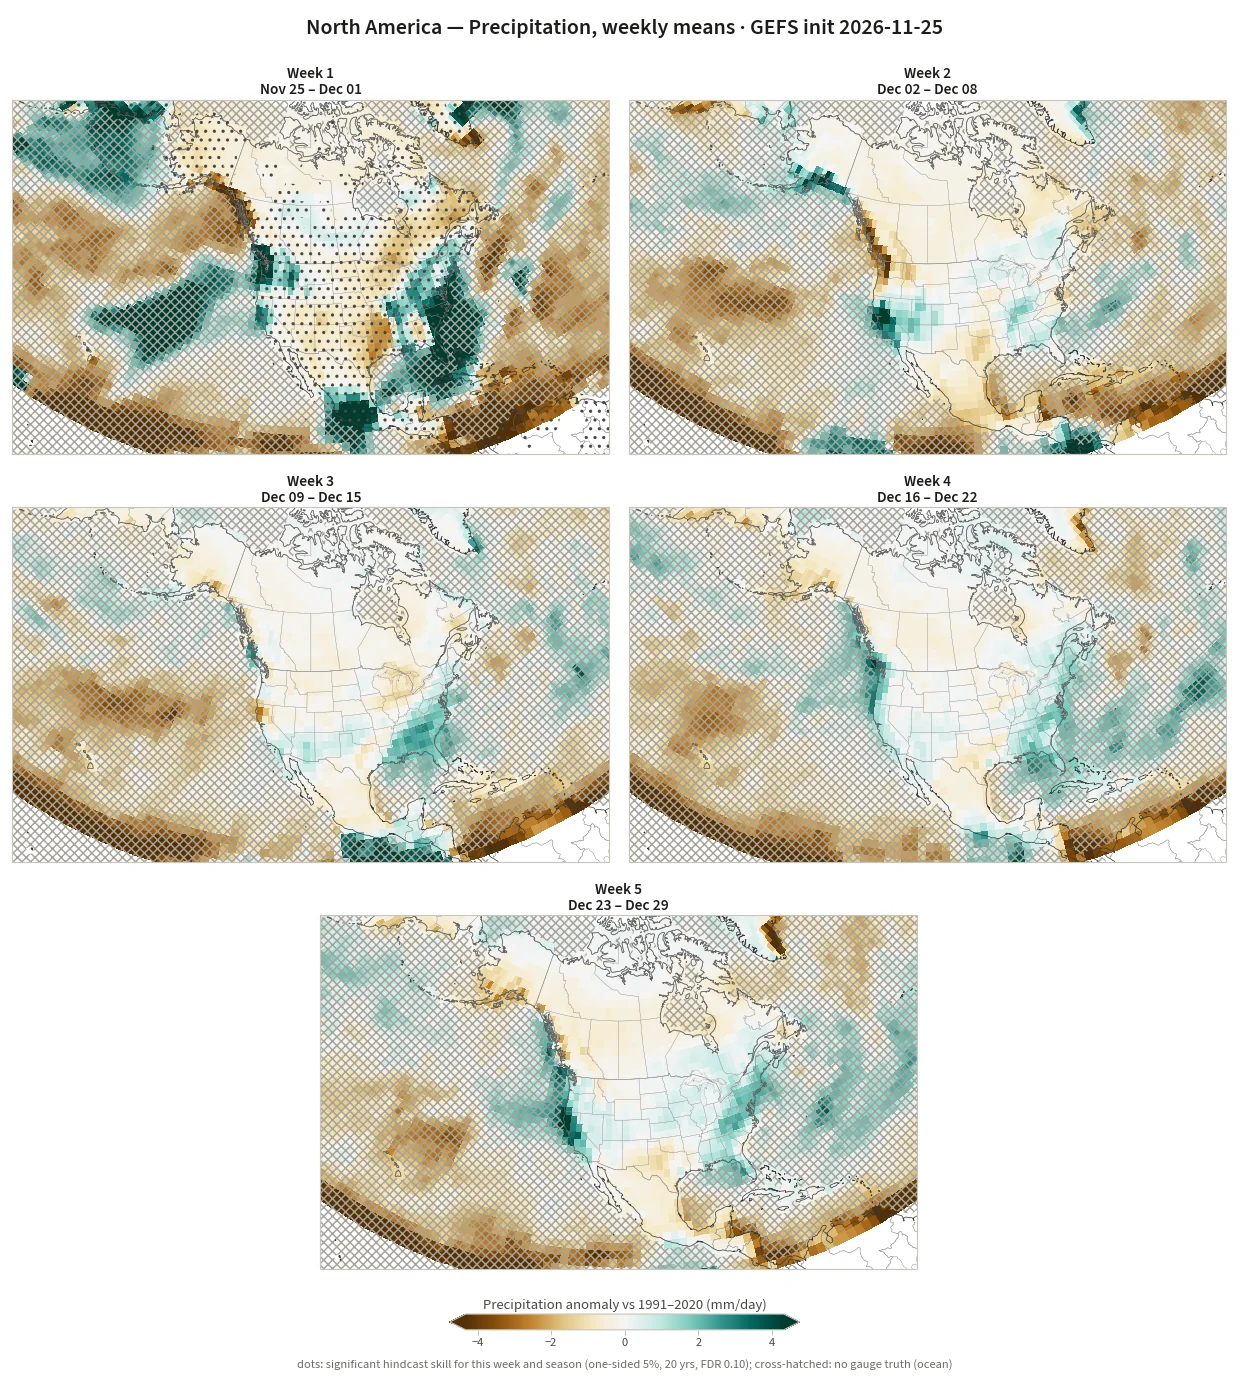 North America — Precipitation, weekly means · GEFS init 2026-11-25
Week 1
Nov 25 – Dec 01
Week 2
Dec 02 – Dec 08
Week 3
Dec 09 – Dec 15
Week 4
Dec 16 – Dec 22
Week 5
Dec 23 – Dec 29
Precipitation anomaly vs 1991–2020 (mm/day)
−4 −2 0 2 4
dots: significant hindcast skill for this week and season (one-sided 5%, 20 yrs, FDR 0.10); cross-hatched: no gauge truth (ocean)